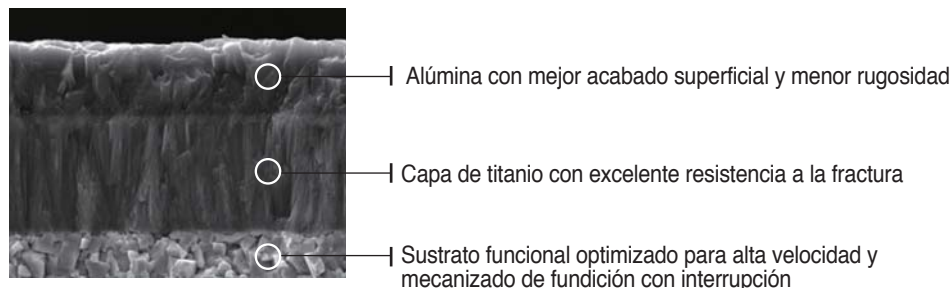 Alúmina con mejor acabado superficial y menor rugosidad
Capa de titanio con excelente resistencia a la fractura
Sustrato funcional optimizado para alta velocidad y
mecanizado de fundición con interrupción